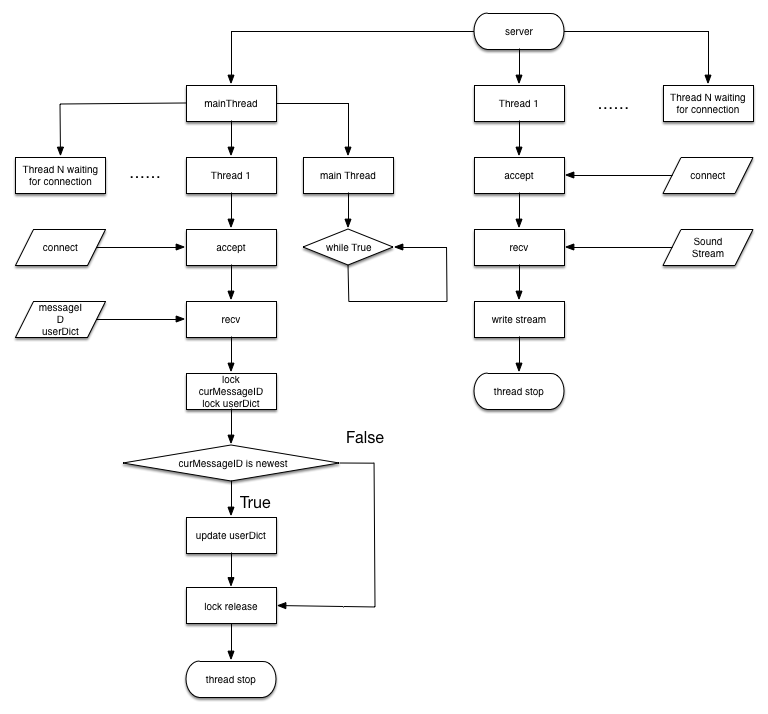 server
mainThread
Thread 1
......
Thread N waiting
for connection
Thread N waiting
for connection
......
Thread 1
main Thread
accept
connect
connect
accept
while True
recv
Sound
Stream
messageI
D
userDict
recv
write stream
lock
curMessageID
lock userDict
thread stop
False
curMessageID is newest
True
update userDict
lock release
thread stop